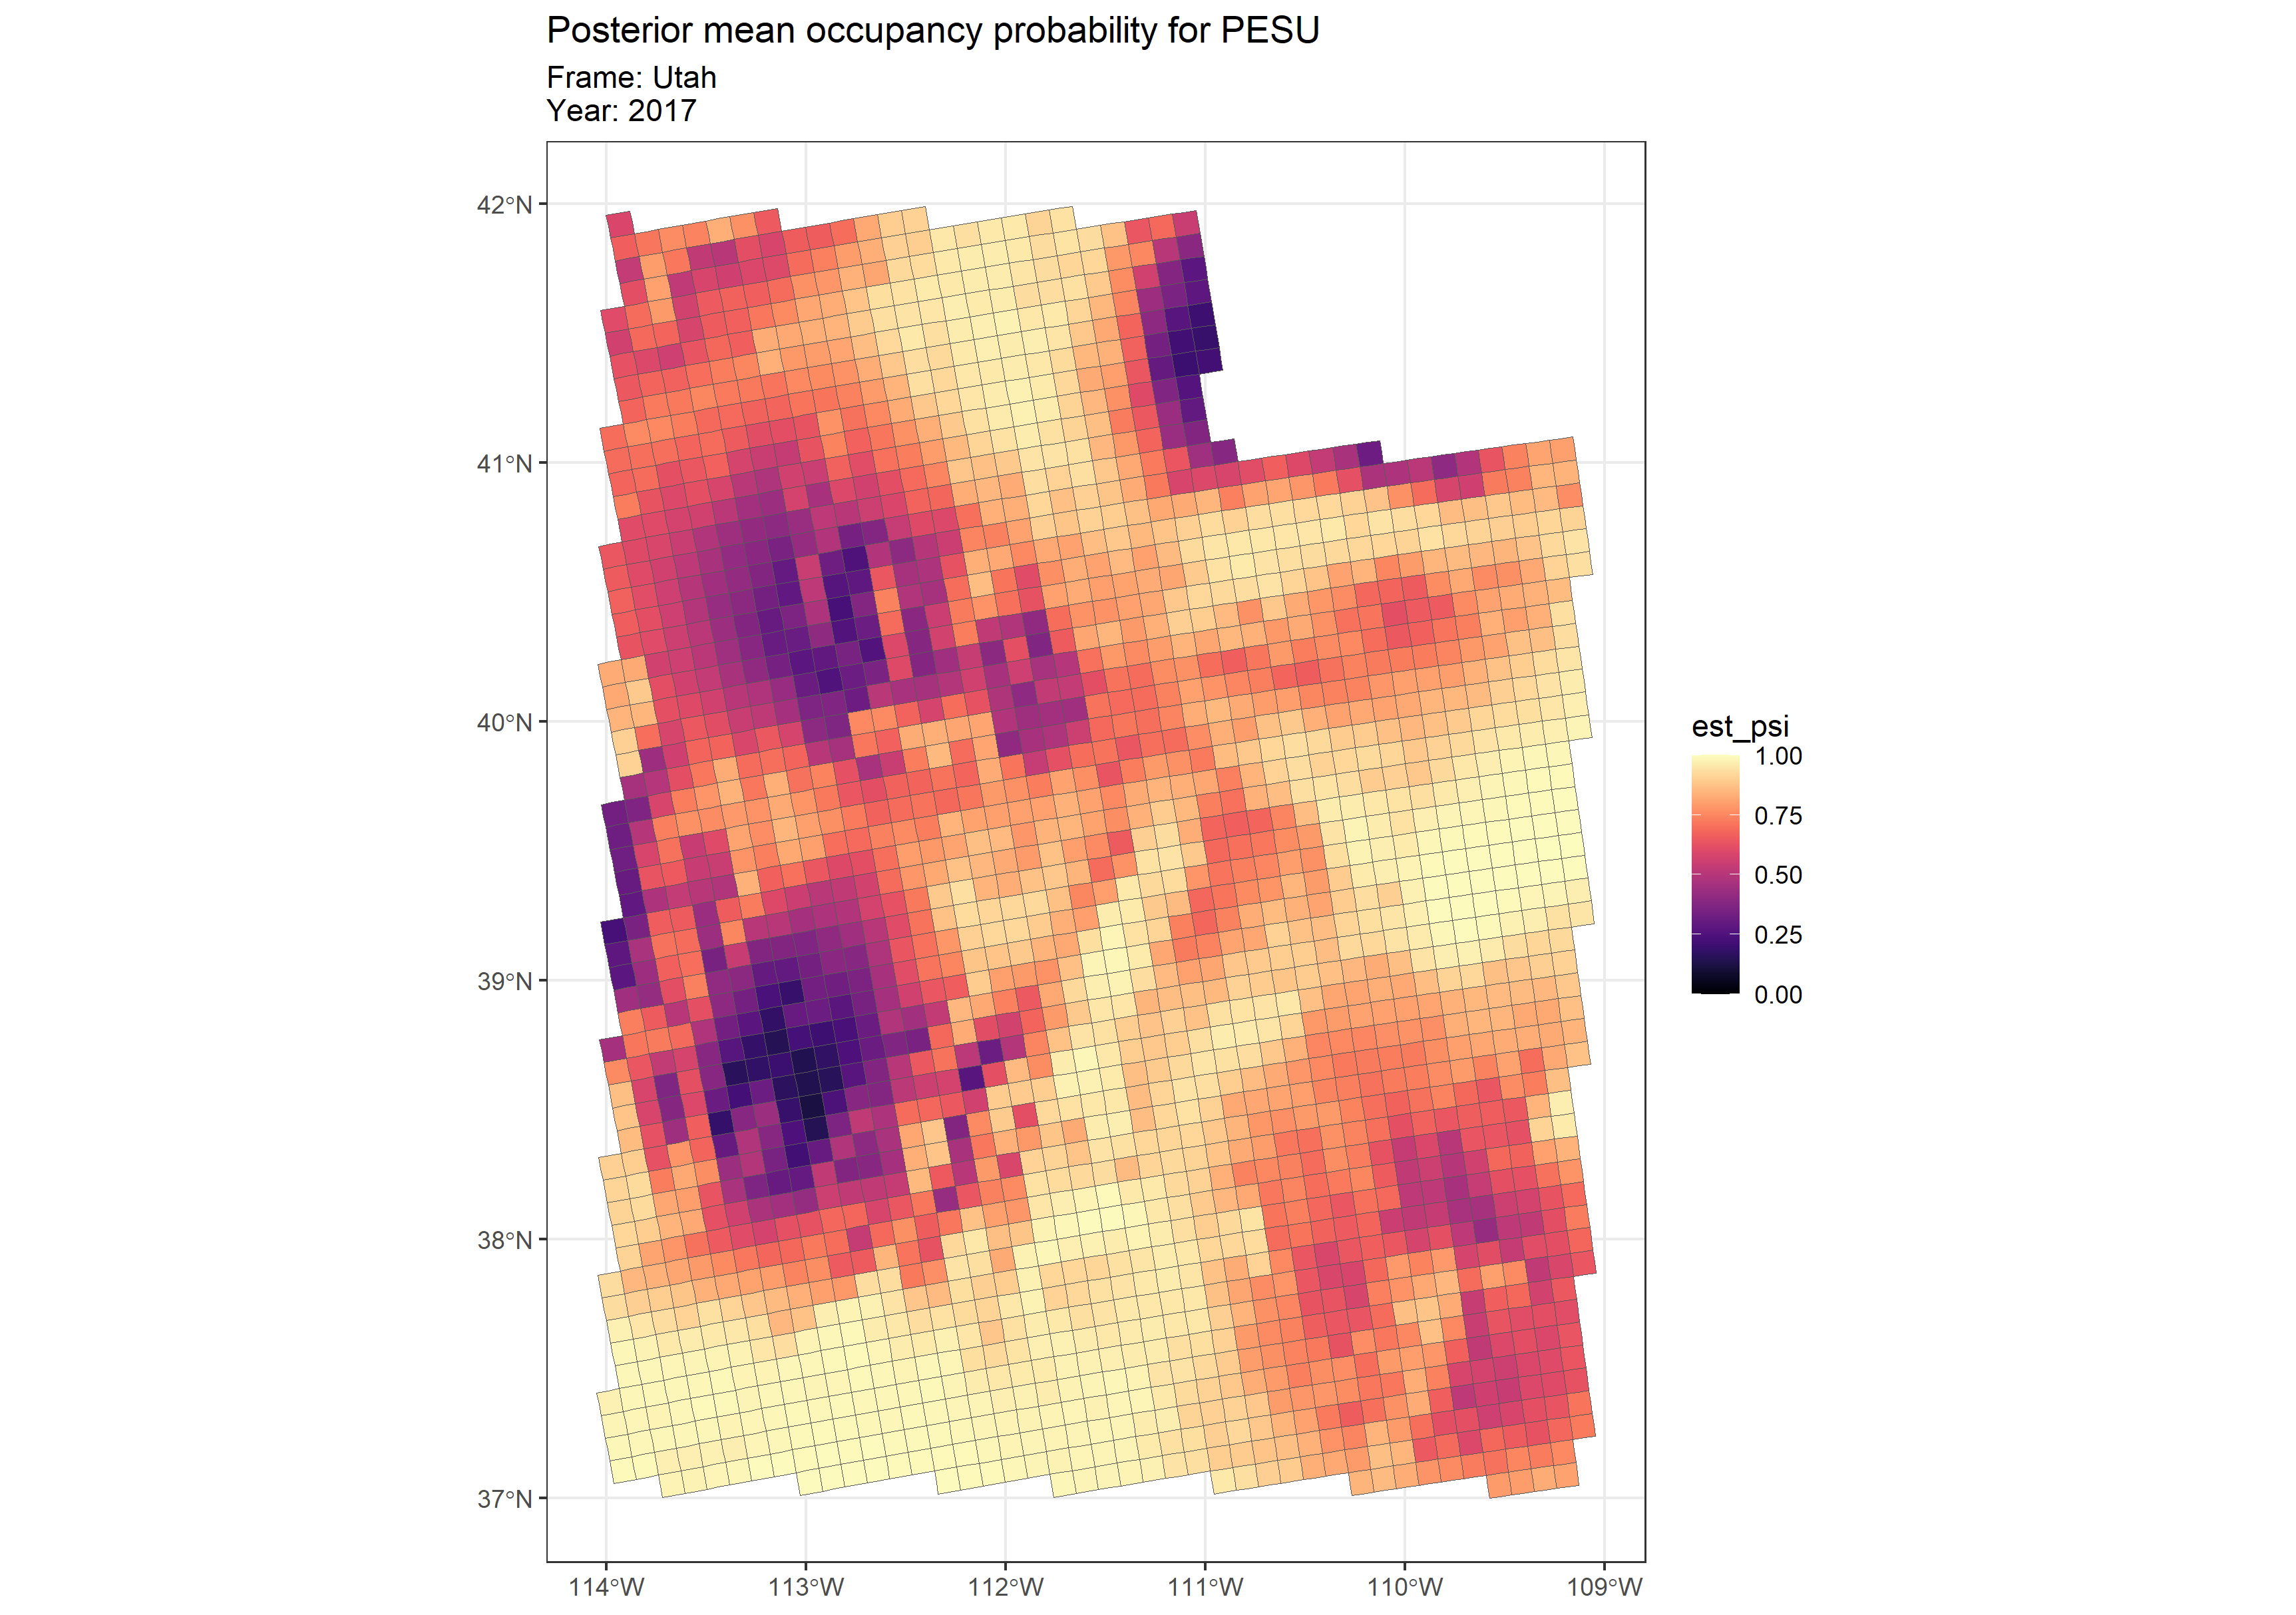 Posterior mean occupancy probability for PESU
Frame: Utah
Year: 2017
42°N
41°N
40°N
39°N
38°N
37°N
114°W
113°W
112°W
111°W
110°W
109°W
est_psi
1.00
0.75
0.50
0.25
0.00